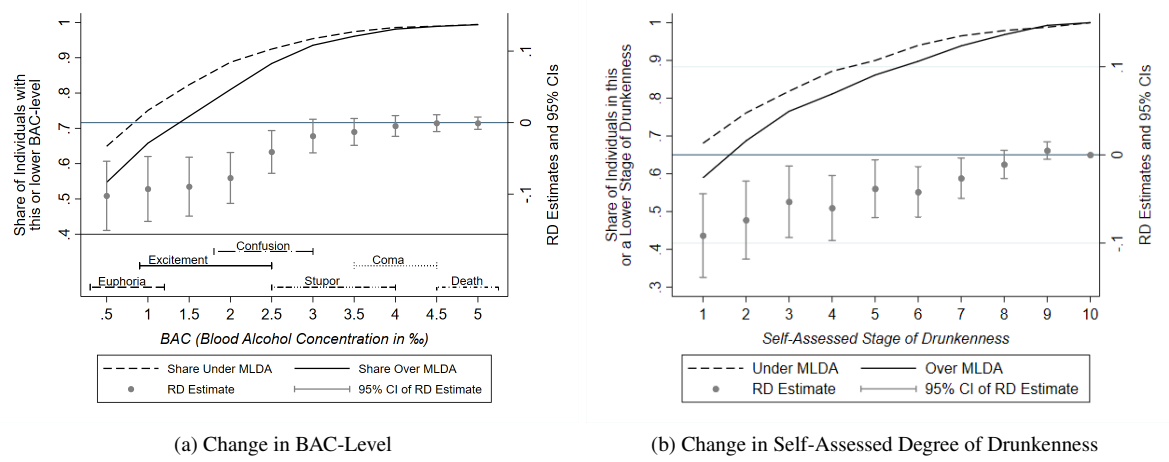 Share of Individuals with
this or lower BAC-level
1
.9
.8
.7
.6
.5
.4
.1
0
-.1
RD Estimates and 95% CIs
Confusion
Excitement
Coma
Euphoria
Stupor
Death
.5 1 1.5 2 2.5 3 3.5 4 4.5 5
BAC (Blood Alcohol Concentration in ‰)
Share Under MLDA Share Over MLDA
RD Estimate 95% CI of RD Estimate
(a) Change in BAC-Level
Share of Individuals in this
or a Lower Stage of Drunkenness
1
.9
.8
.7
.6
.5
.4
.3
.1
0
-.1
RD Estimates and 95% CIs
1 2 3 4 5 6 7 8 9 10
Self-Assessed Stage of Drunkenness
Under MLDA Over MLDA
RD Estimate 95% CI of RD Estimate
(b) Change in Self-Assessed Degree of Drunkenness